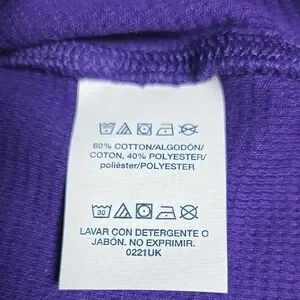 60% COTTON/ALGODÓN/
COTON, 40% POLYESTER/
poliéster/POLYESTER
30
LAVAR CON DETERGENTE O
JABÓN. NO EXPRIMIR.
0221UK